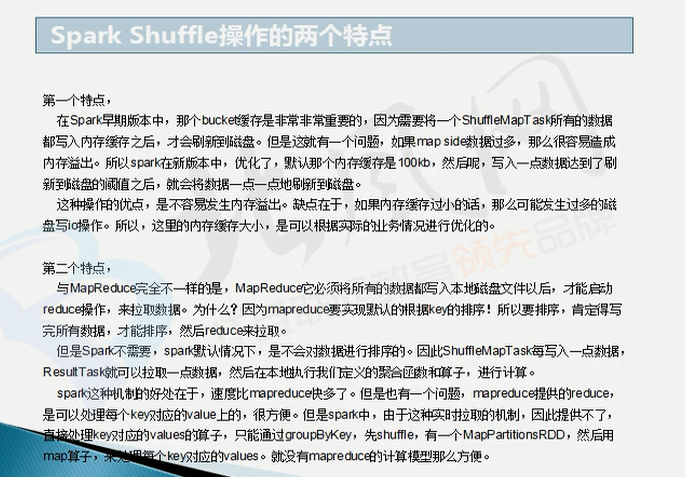 Spark Shuffle操作的两个特点
第一个特点，
在Spark早期版本中，那个bucket缓存是非常非常重要的，因为需要将一个ShuffleMapTask所有的数据
都写入内存缓存之后，才会刷新到磁盘。但是这就有一个问题，如果map side数据过多，那么很容易造成
内存溢出。所以spark在新版本中，优化了，默认那个内存缓存是100kb，然后呢，写入一点数据达到了刷
新到磁盘的阈值之后，就会将数据一点一点地刷新到磁盘。
这种操作的优点，是不容易发生内存溢出。缺点在于，如果内存缓存过小的话，那么可能发生过多的磁
盘写io操作。所以，这里的内存缓存大小，是可以根据实际的业务情况进行优化的。
第二个特点，
与MapReduce完全不一样的是，MapReduce它必须将所有的数据都写入本地磁盘文件以后，才能启动
reduce操作，来拉取数据。为什么？因为mapreduce要实现默认的根据key的排序！所以要排序，肯定得写
完所有数据，才能排序，然后reduce来拉取。
但是Spark不需要，spark默认情况下，是不会对数据进行排序的。因此ShuffleMapTask每写入一点数据，
ResultTask就可以拉取一点数据，然后在本地执行我们定义的聚合函数和算子，进行计算。
spark这种机制的好处在于，速度比mapreduce快多了。但是也有一个问题，mapreduce提供的reduce，
是可以处理每个key对应的value上的，很方便。但是spark中，由于这种实时拉取的机制，因此提供不了，
直接处理key对应的values的算子，只能通过groupByKey，先shuffle，有一个MapPartitionsRDD，然后用
map算子，来处理每个key对应的values。就没有mapreduce的计算模型那么方便。
领先品牌